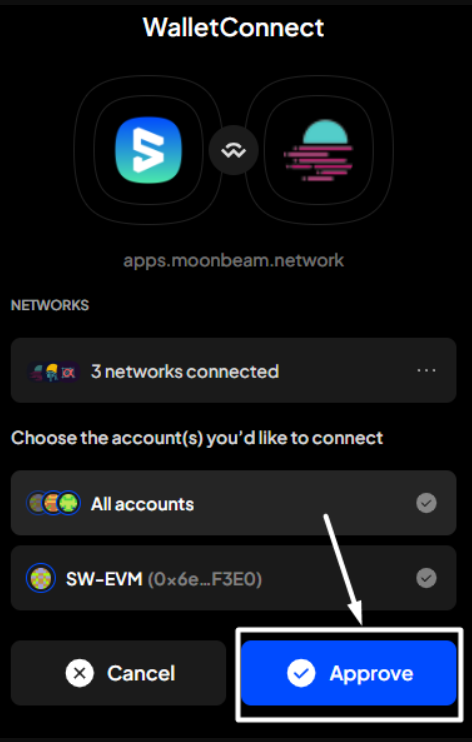 WalletConnect
apps.moonbeam.network
NETWORKS
3 networks connected
Choose the account(s) you'd like to connect
All accounts
SW-EVM (0x6e...F3E0)
Cancel
Approve